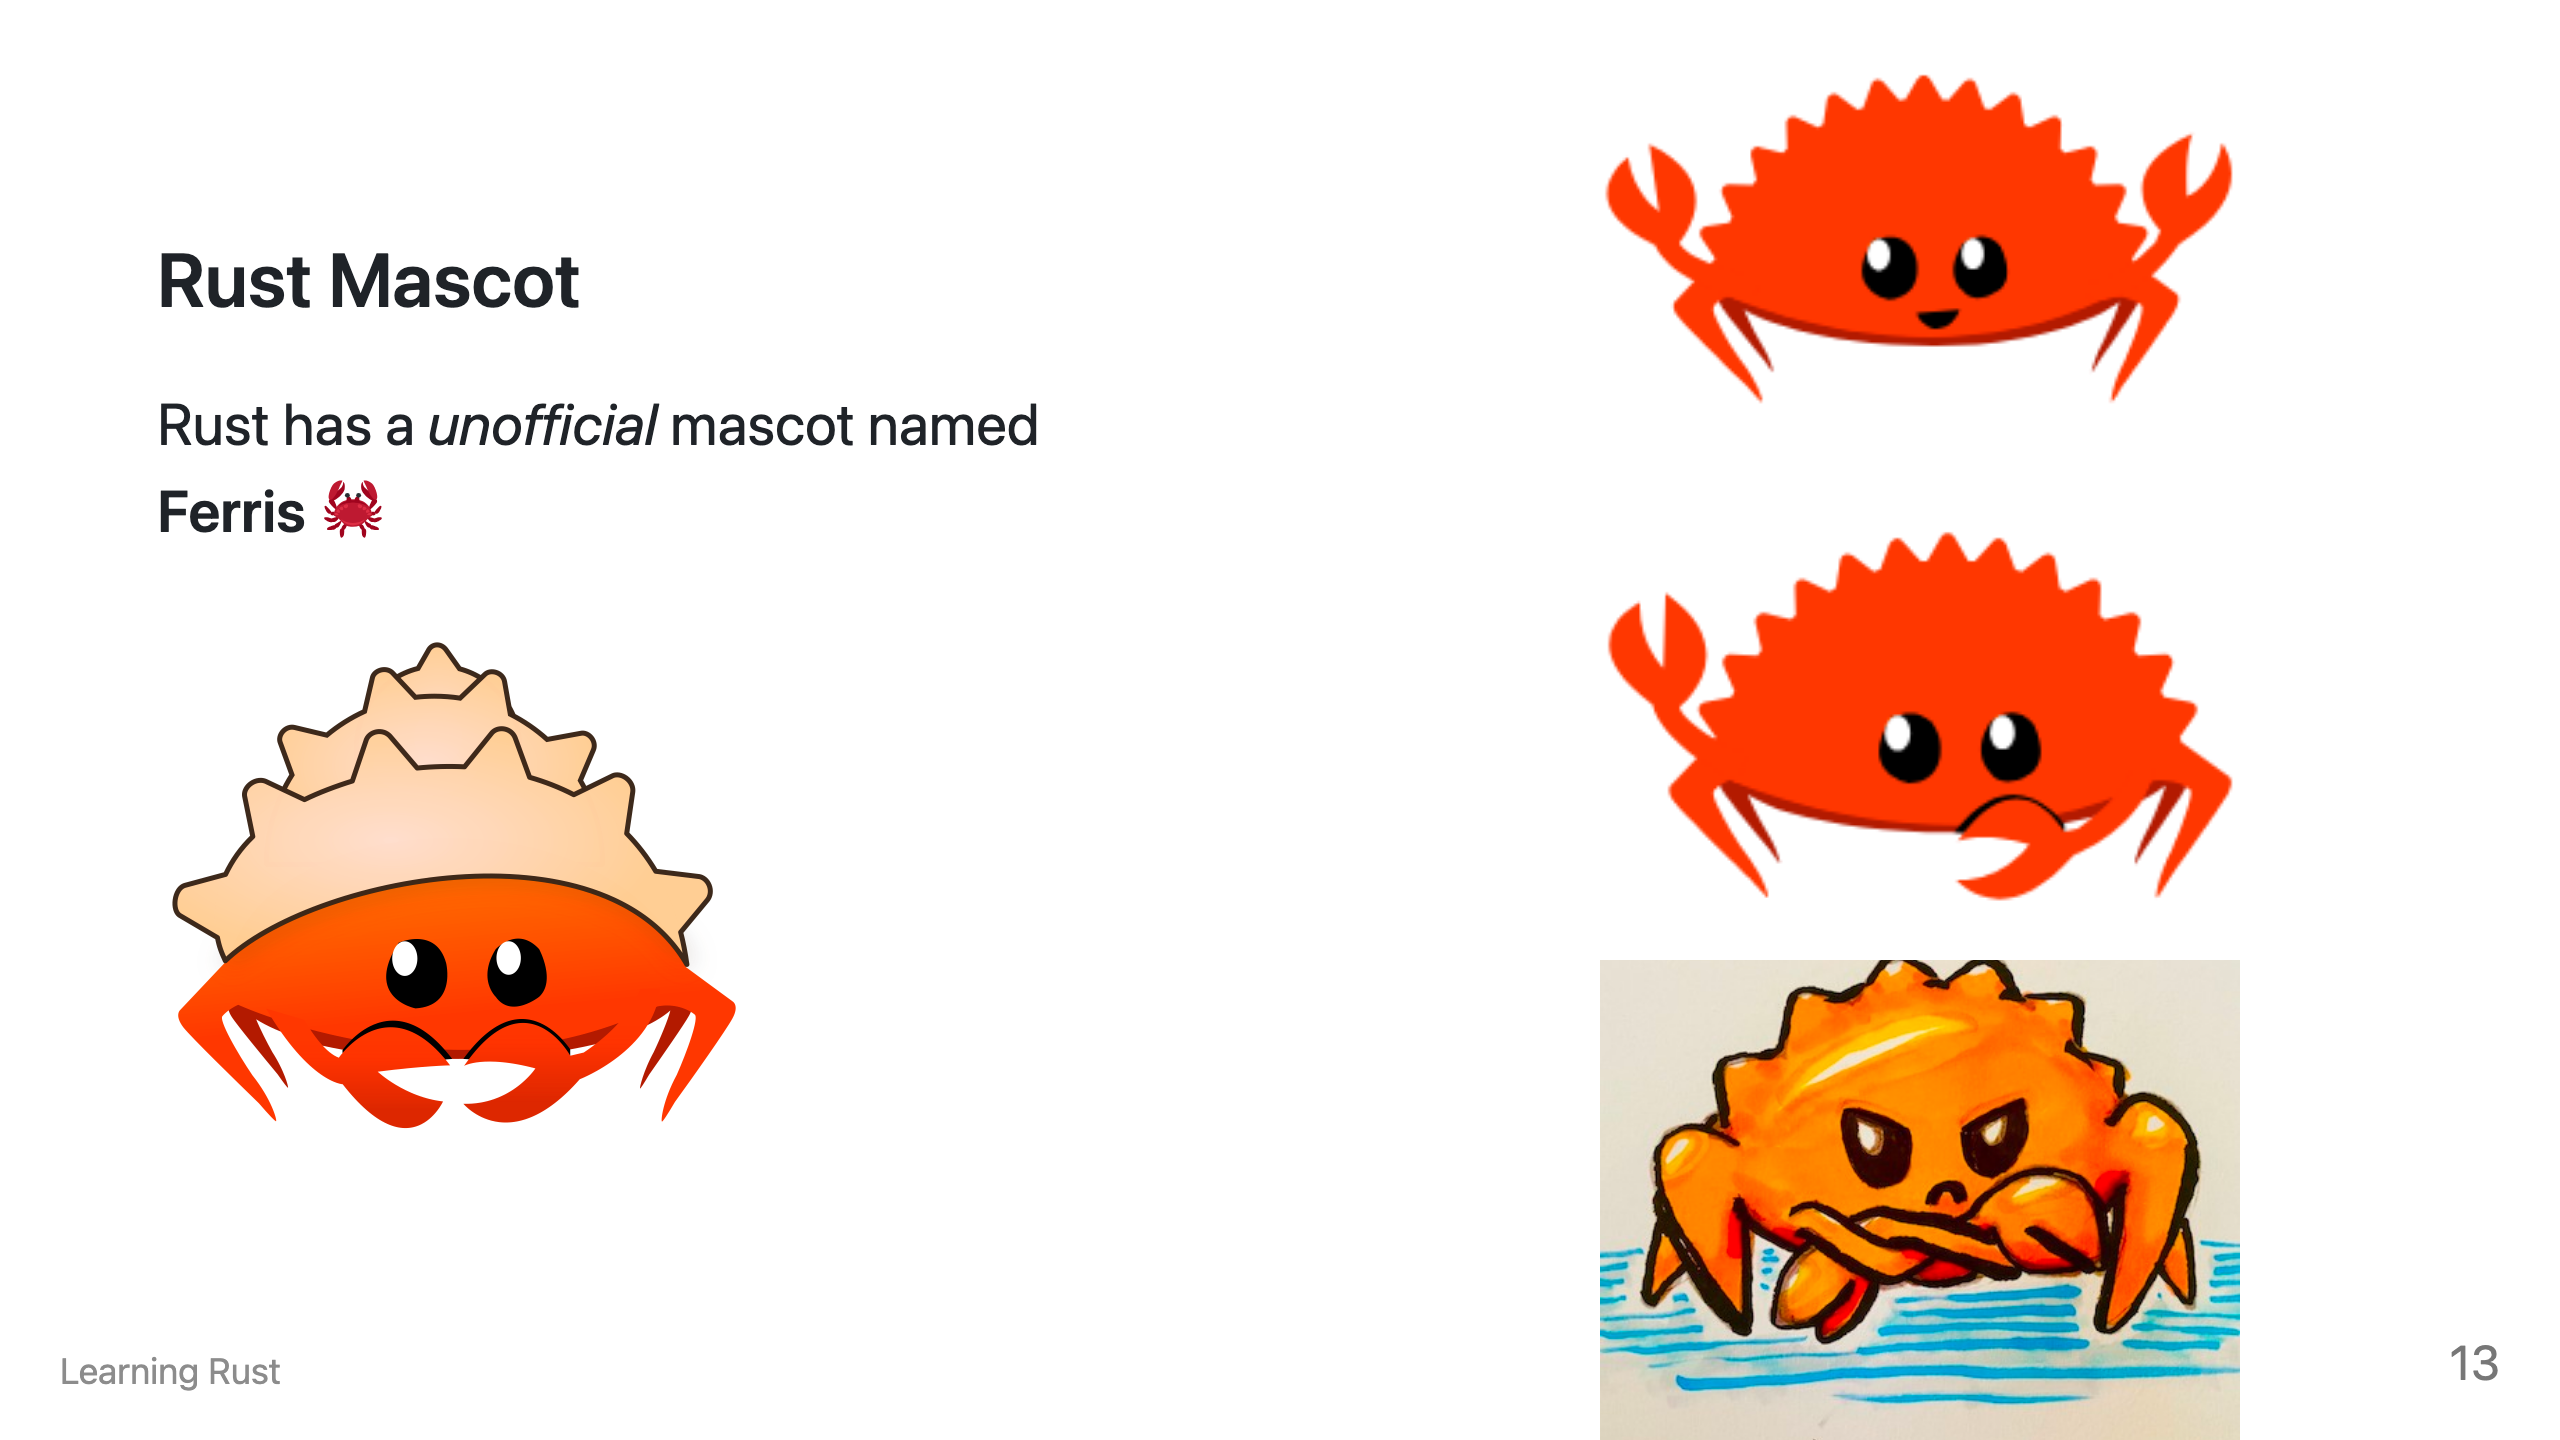 Rust Mascot
Rust has a unofficial mascot named
Ferris 🦀
Learning Rust
13